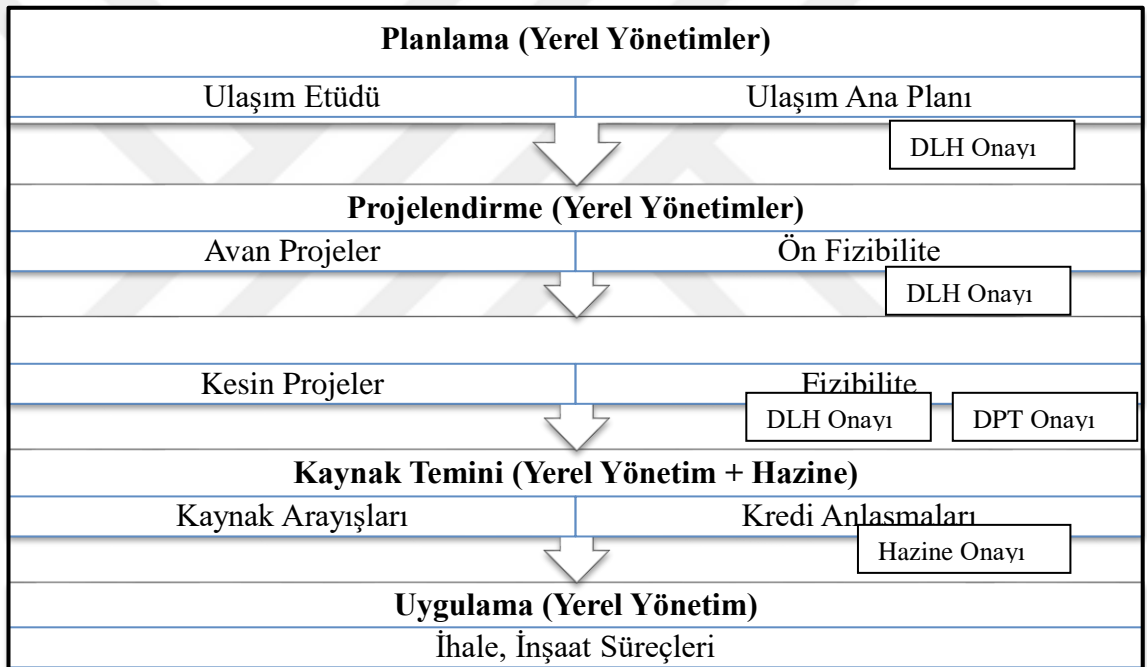 Planlama (Yerel Yönetimler)
Ulaşım Etüdü
Ulaşım Ana Planı
DLH Onayı
Projelendirme (Yerel Yönetimler)
Avan Projeler
Ön Fizibilite
DLH Onayı
Kesin Projeler
Fizibilite
DLH Onayı
DPT Onayı
Kaynak Temini (Yerel Yönetim + Hazine)
Kaynak Arayışları
Kredi Anlaşmaları
Hazine Onayı
Uygulama (Yerel Yönetim)
İhale, İnşaat Süreçleri